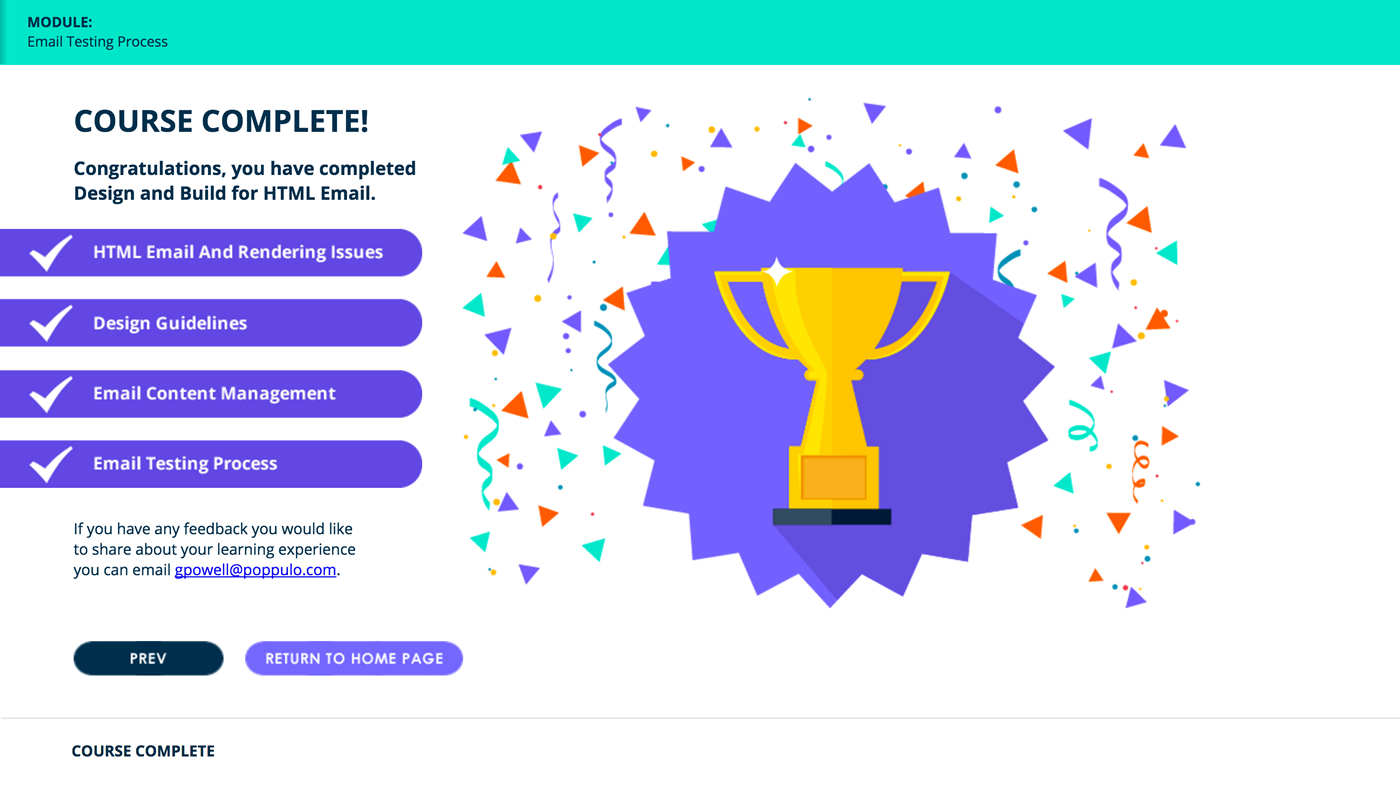 MODULE:
Email Testing Process
COURSE COMPLETE!
Congratulations, you have completed
Design and Build for HTML Email.
HTML Email And Rendering Issues
Design Guidelines
Email Content Management
Email Testing Process
If you have any feedback you would like
to share about your learning experience
you can email gpowell@poppulo.com.
PREV
RETURN TO HOME PAGE
COURSE COMPLETE